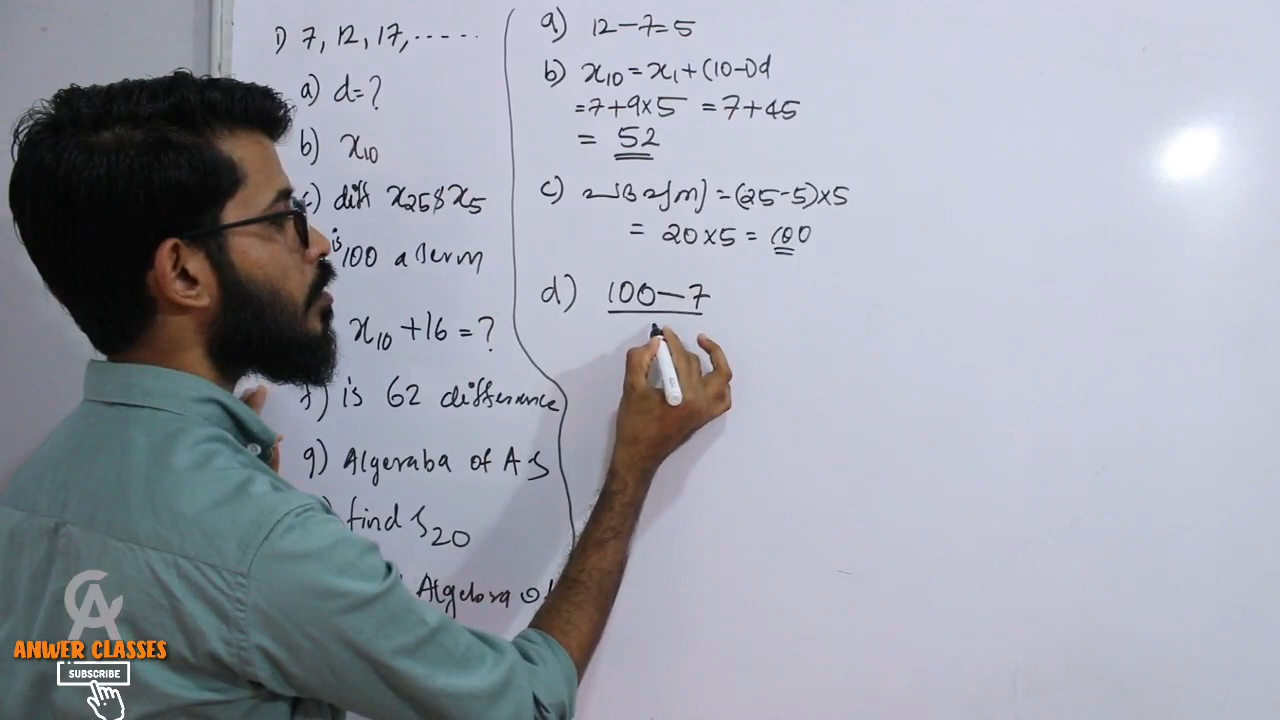 1) 7, 12, 17, ------
a) d=?
b) x10
c) diff x25 & x5
is 100 a term
x10 +16 = ?
f) is 62 difference
g) Algeraba of A S
find S20
Algebra of
a) 12-7=5
b) x10 = x1 + (10-1)d
=7+9×5 = 7+45
= 52
c) = (25-5)×5
= 20×5 = 100
d) 100-7
CA
ANWER CLASSES
SUBSCRIBE